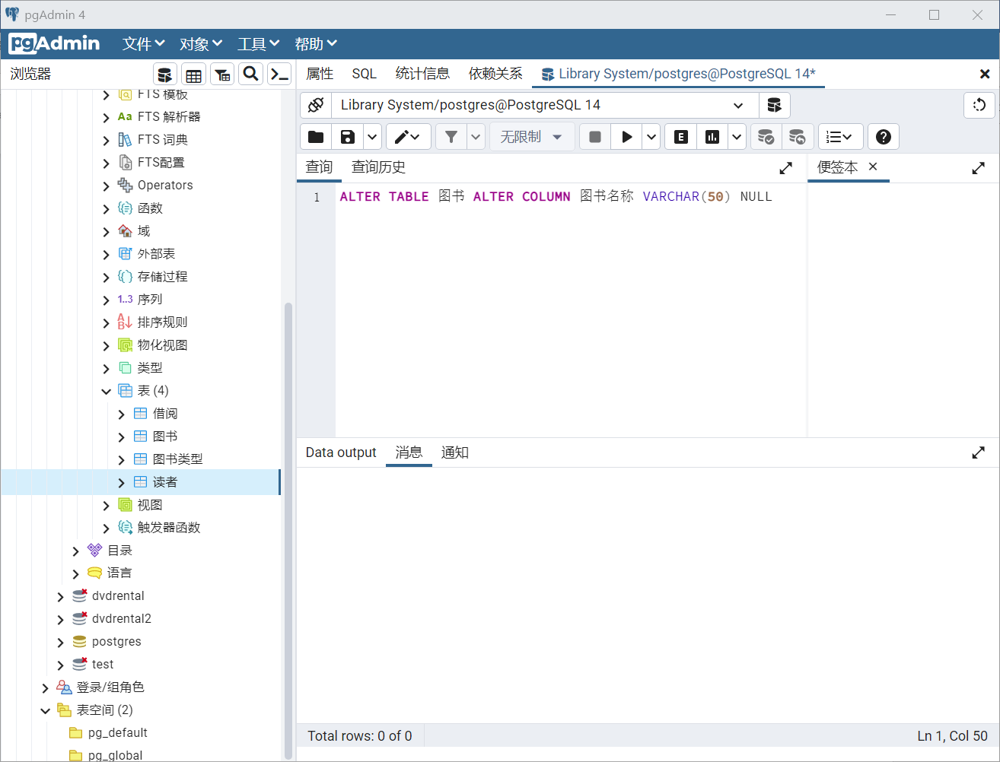 pgAdmin 4
pgAdmin 文件 对象 工具 帮助
浏览器
属性 SQL 统计信息 依赖关系 Library System/postgres@PostgreSQL 14*
Library System/postgres@PostgreSQL 14
无限制
查询 查询历史 便签本
1 ALTER TABLE 图书 ALTER COLUMN 图书名称 VARCHAR(50) NULL
FTS 模板
Aa FTS 解析器
FTS 词典
FTS配置
Operators
函数
域
外部表
存储过程
1..3 序列
排序规则
物化视图
类型
表 (4)
借阅
图书
图书类型
读者
视图
触发器函数
目录
语言
dvdrental
dvdrental2
postgres
test
登录/组角色
表空间 (2)
pg_default
pg_global
Data output 消息 通知
Total rows: 0 of 0
Ln 1, Col 50